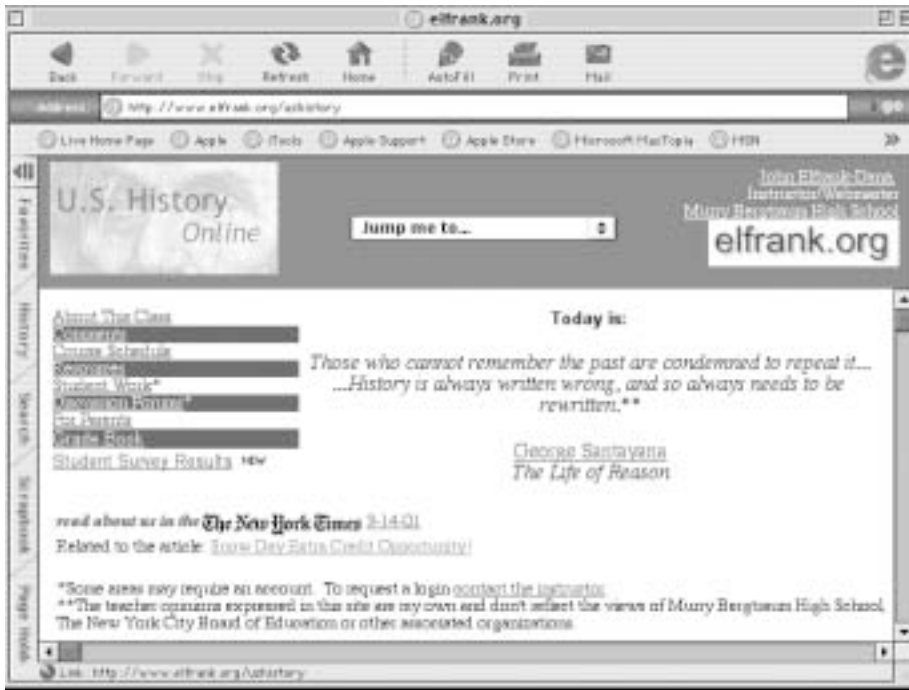 elfrank.org
Back Forward Stop Refresh Home AutoFill Print Mail
Address: http://www.elfrank.org/ushistory
Live Home Page Apple iTools Apple Support Apple Store Microsoft MacTopia MSN
U.S. History
Online
Jump me to...
John Elfrank-Dana,
Instructor/Webmaster
Murry Bergtraum High School
elfrank.org
Favorites
History
Search
Scrapbook
Page Holder
About This Class
Course Schedule
Student Work*
Discussion Forums*
For Parents
Grade Book
Student Survey Results NEW
Today is:
Those who cannot remember the past are condemned to repeat it....
....History is always written wrong, and so always needs to be
rewritten.**
George Santayana
The Life of Reason
read about us in the The New York Times 3-14-01
Related to the article: Snow Day Extra Credit Opportunity!
*Some areas may require an account. To request a login contact the instructor
**The teacher opinions expressed in this site are my own and don't reflect the views of Murry Bergtraum High School,
The New York City Board of Education or other associated organizations
Link: http://www.elfrank.org/ushistory